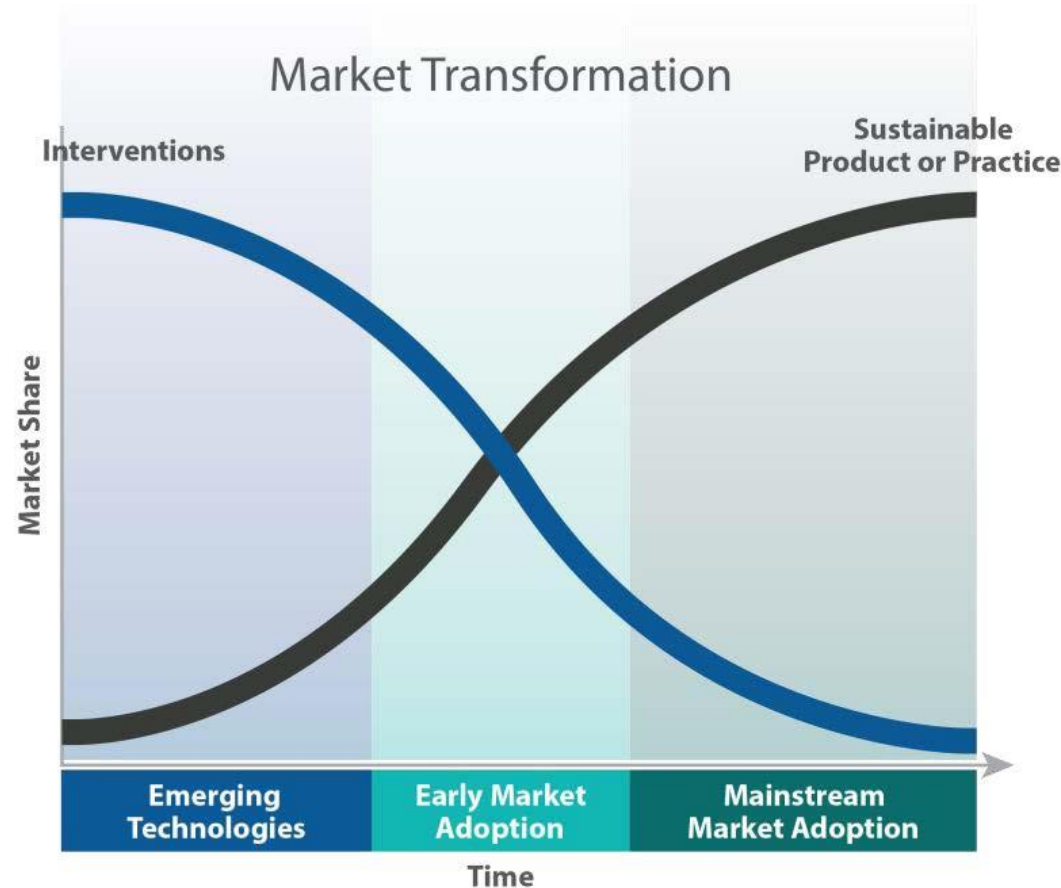 Market Transformation
Interventions
Sustainable
Product or Practice
Market Share
Emerging
Technologies
Early Market
Adoption
Mainstream
Market Adoption
Time